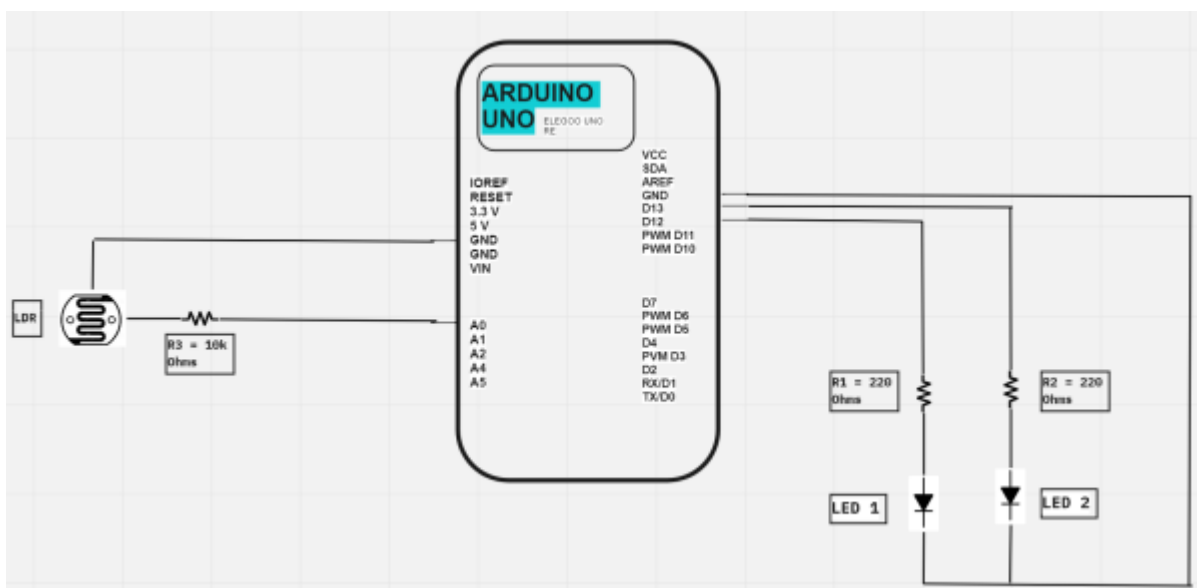 ARDUINO
UNO
ELEGOO UNO
RE
VCC
SDA
AREF
GND
D13
D12
PWM D11
PWM D10
IOREF
RESET
3.3 V
5 V
GND
GND
VIN
LDR
R3 = 10k
Ohms
A0
A1
A2
A4
A5
D7
PWM D6
PWM D5
D4
PVM D3
D2
RX/D1
TX/D0
R1 = 220
Ohms
R2 = 220
Ohms
LED 1
LED 2